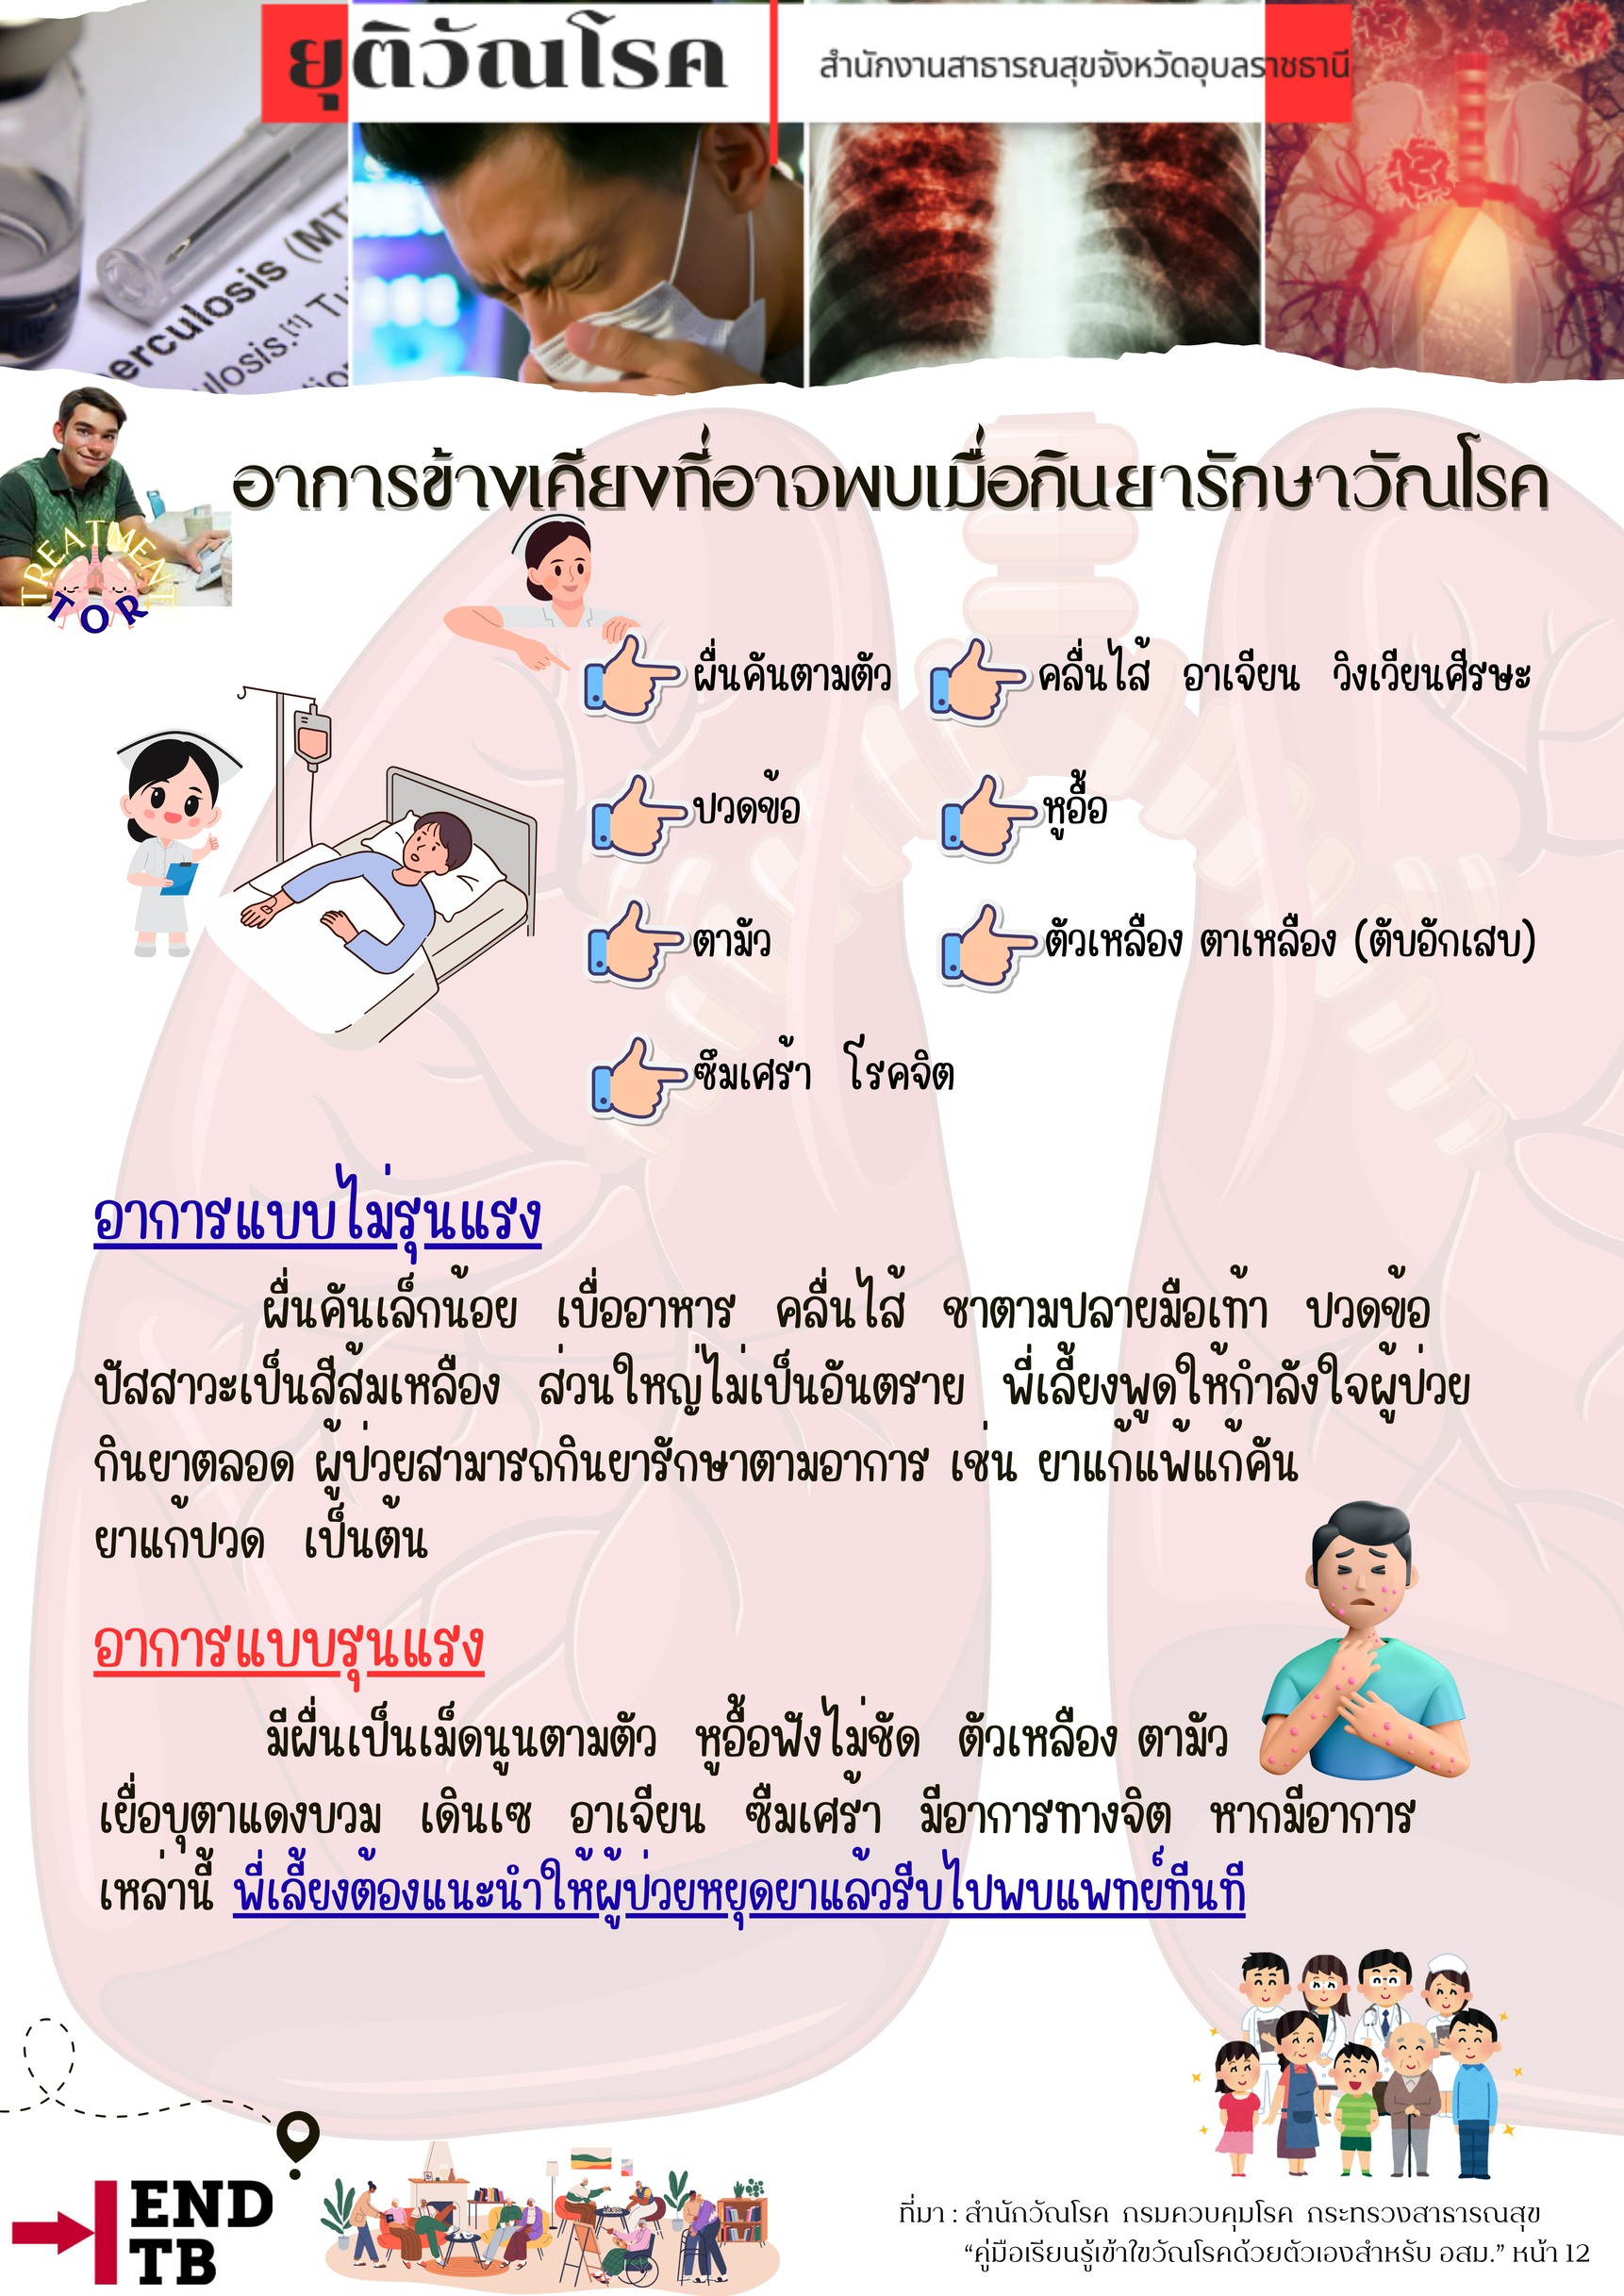 ยุติวัณโรค
สำนักงานสาธารณสุขจังหวัดอุบลราชธานี
erculosis (MT
ulosis.[1] Tu
อาการข้างเคียงที่อาจพบเมื่อกินยารักษาวัณโรค
TREATMENT
TOR
ผื่นคันตามตัว
คลื่นไส้ อาเจียน วิงเวียนศีรษะ
ปวดข้อ
หูอื้อ
ตามัว
ตัวเหลือง ตาเหลือง (ตับอักเสบ)
ซึมเศร้า โรคจิต
อาการแบบไม่รุนแรง
ผื่นคันเล็กน้อย เบื่ออาหาร คลื่นไส้ ชาตามปลายมือเท้า ปวดข้อ
ปัสสาวะเป็นสีส้มเหลือง ส่วนใหญ่ไม่เป็นอันตราย พี่เลี้ยงพูดให้กำลังใจผู้ป่วย
กินยาตลอด ผู้ป่วยสามารถกินยารักษาตามอาการ เช่น ยาแก้แพ้แก้คัน
ยาแก้ปวด เป็นต้น
อาการแบบรุนแรง
มีผื่นเป็นเม็ดนูนตามตัว หูอื้อฟังไม่ชัด ตัวเหลือง ตามัว
เยื่อบุตาแดงบวม เดินเซ อาเจียน ซืมเศร้า มีอาการทางจิต หากมีอาการ
เหล่านี้ พี่เลี้ยงต้องแนะนำให้ผู้ป่วยหยุดยาแล้วรีบไปพบแพทย์ทีนที
END
TB
ที่มา : สำนักวัณโรค กรมควบคุมโรค กระทรวงสาธารณสุข
“คู่มือเรียนรู้เข้าใขวัณโรคด้วยตัวเองสำหรับ อสม.” หน้า 12